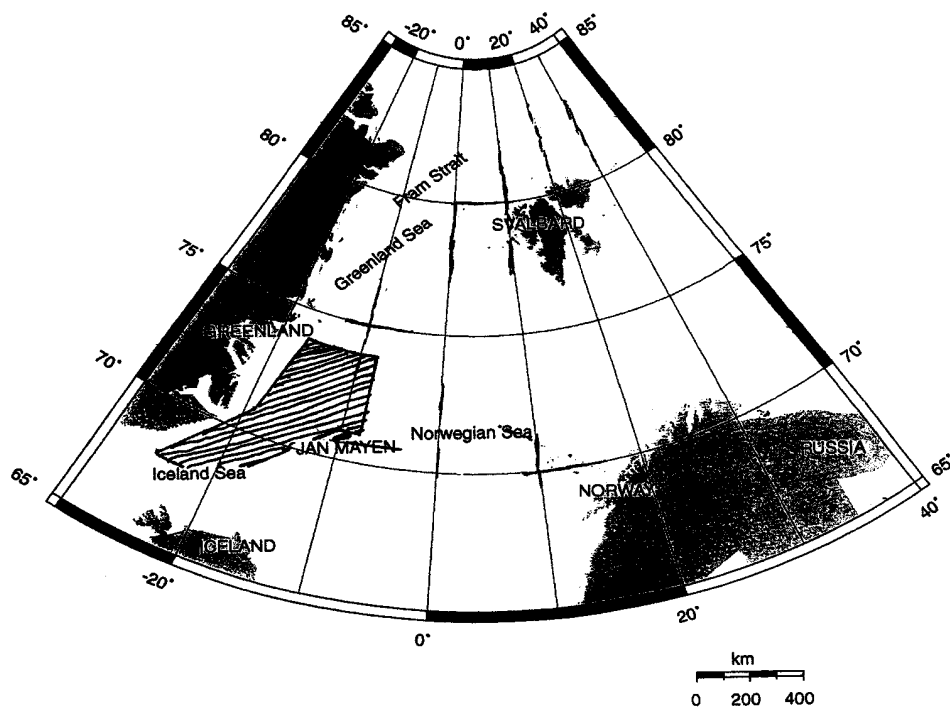 85°
-20°
0°
20°
40°
85°
80°
80°
Fram Strait
SVALBARD
Greenland Sea
75°
75°
GREENLAND
70°
70°
JAN MAYEN
Norwegian Sea
RUSSIA
Iceland Sea
65°
65°
NORWAY
40°
ICELAND
-20°
0°
20°
km
0 200 400